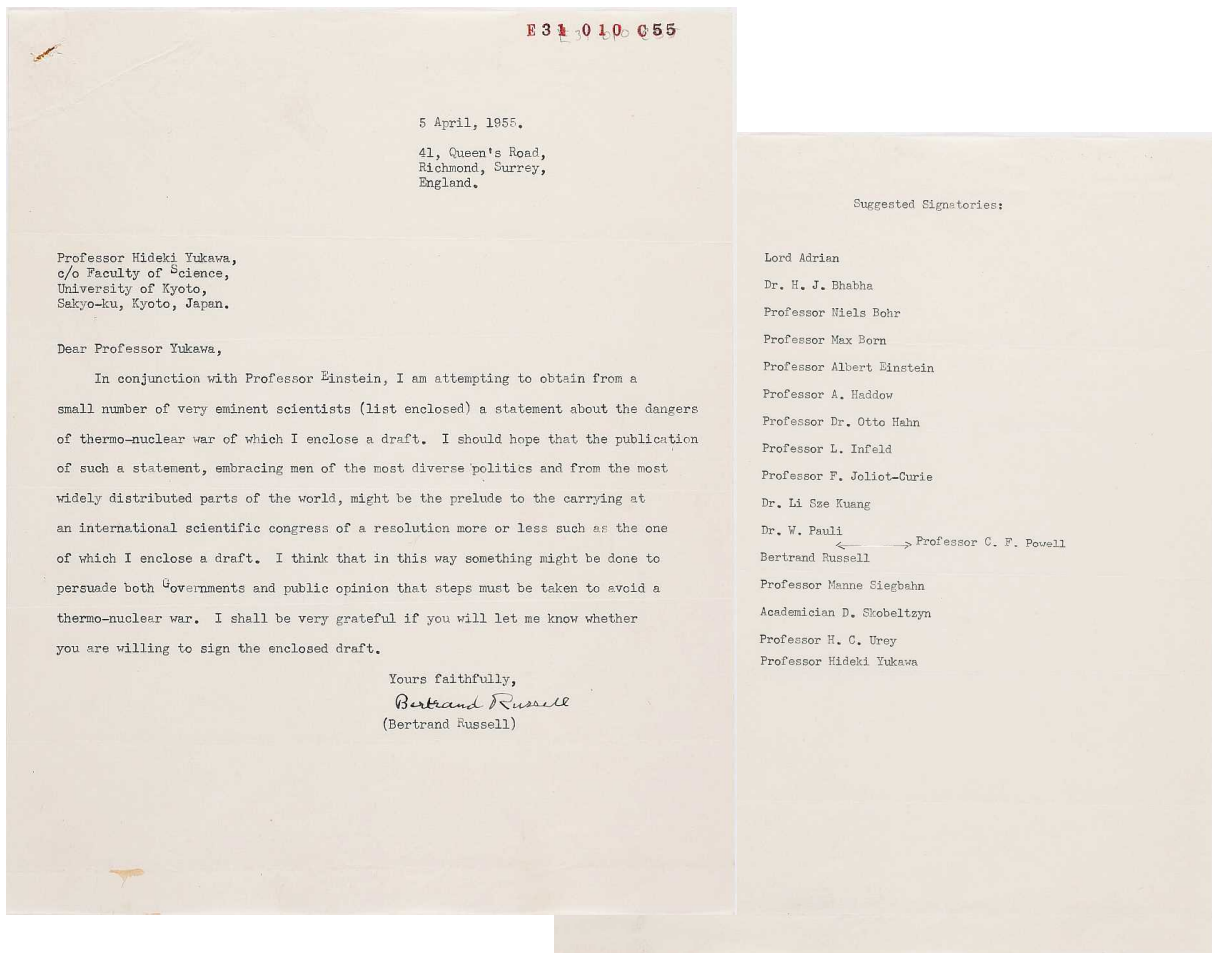 E31 010 C55
5 April, 1955.
41, Queen's Road,
Richmond, Surrey,
England.
Professor Hideki Yukawa,
c/o Faculty of Science,
University of Kyoto,
Sakyo-ku, Kyoto, Japan.
Dear Professor Yukawa,
In conjunction with Professor Einstein, I am attempting to obtain from a
small number of very eminent scientists (list enclosed) a statement about the dangers
of thermo-nuclear war of which I enclose a draft. I should hope that the publication
of such a statement, embracing men of the most diverse politics and from the most
widely distributed parts of the world, might be the prelude to the carrying at
an international scientific congress of a resolution more or less such as the one
of which I enclose a draft. I think that in this way something might be done to
persuade both Governments and public opinion that steps must be taken to avoid a
thermo-nuclear war. I shall be very grateful if you will let me know whether
you are willing to sign the enclosed draft.
Yours faithfully,
Bertrand Russell
(Bertrand Russell)
Suggested Signatories:
Lord Adrian
Dr. H. J. Bhabha
Professor Niels Bohr
Professor Max Born
Professor Albert Einstein
Professor A. Haddow
Professor Dr. Otto Hahn
Professor L. Infeld
Professor F. Joliot-Curie
Dr. Li Sze Kuang
Dr. W. Pauli
Professor C. F. Powell
Bertrand Russell
Professor Manne Siegbahn
Academician D. Skobeltzyn
Professor H. C. Urey
Professor Hideki Yukawa